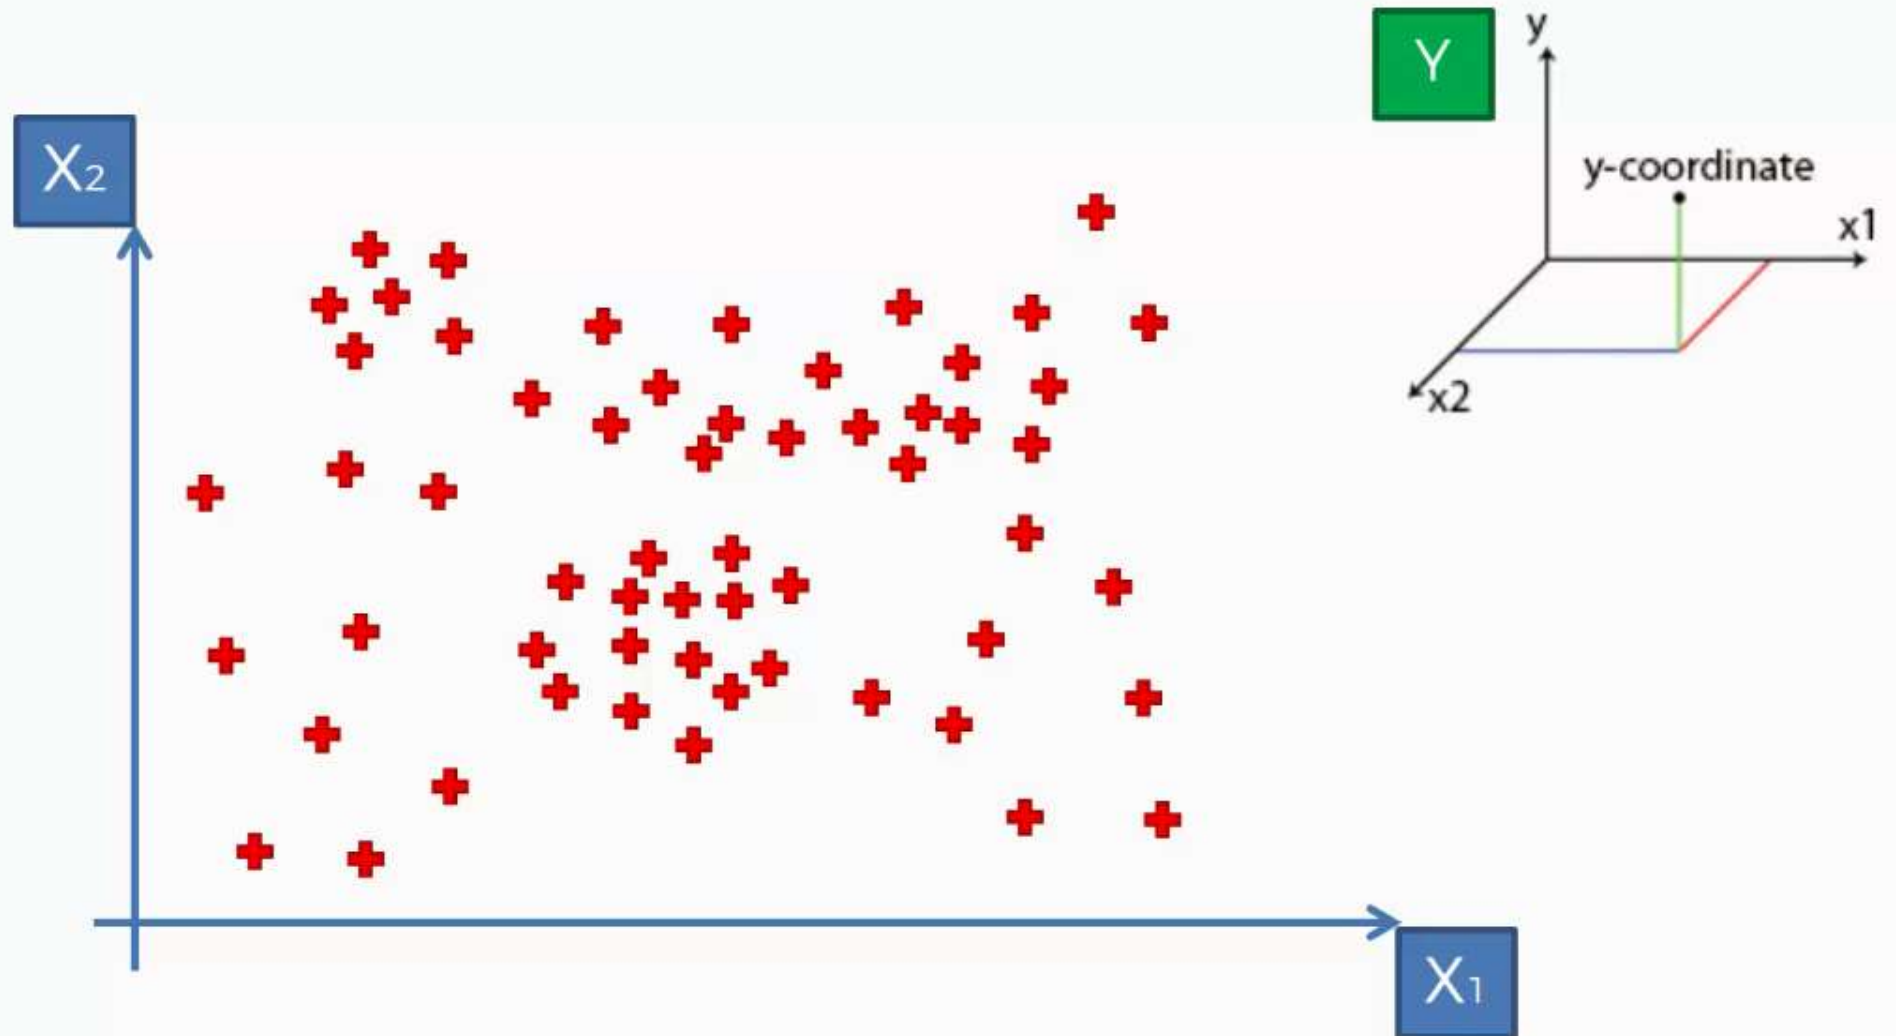 X₂
Y
y
y-coordinate
x1
x2
X₁